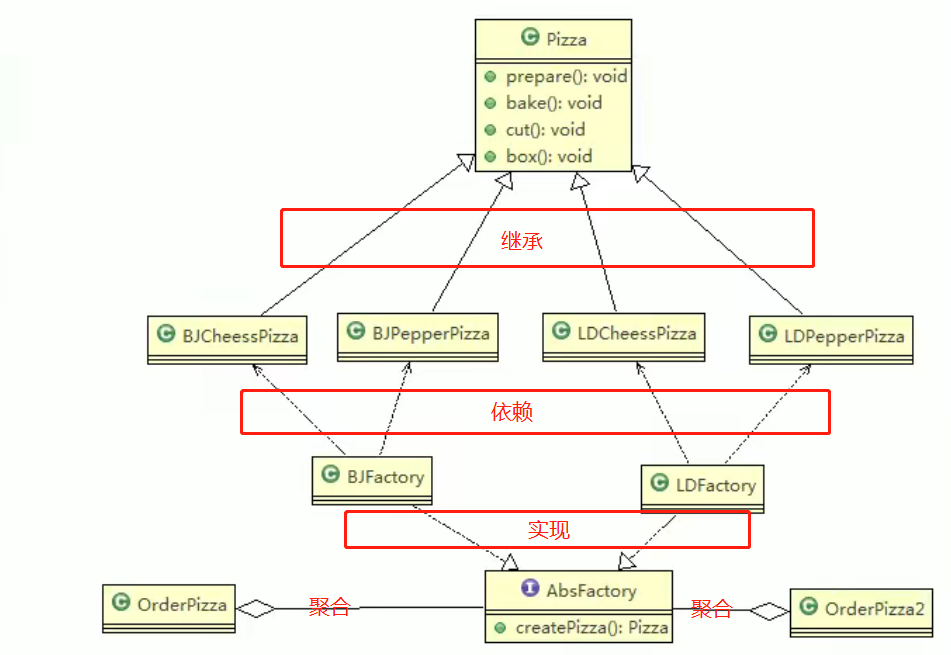 Pizza
prepare(): void
bake(): void
cut(): void
box(): void
继承
BJCheessPizza
BJPepperPizza
LDCheessPizza
LDPepperPizza
依赖
BJFactory
LDFactory
实现
AbsFactory
createPizza(): Pizza
OrderPizza
聚合
聚合
OrderPizza2